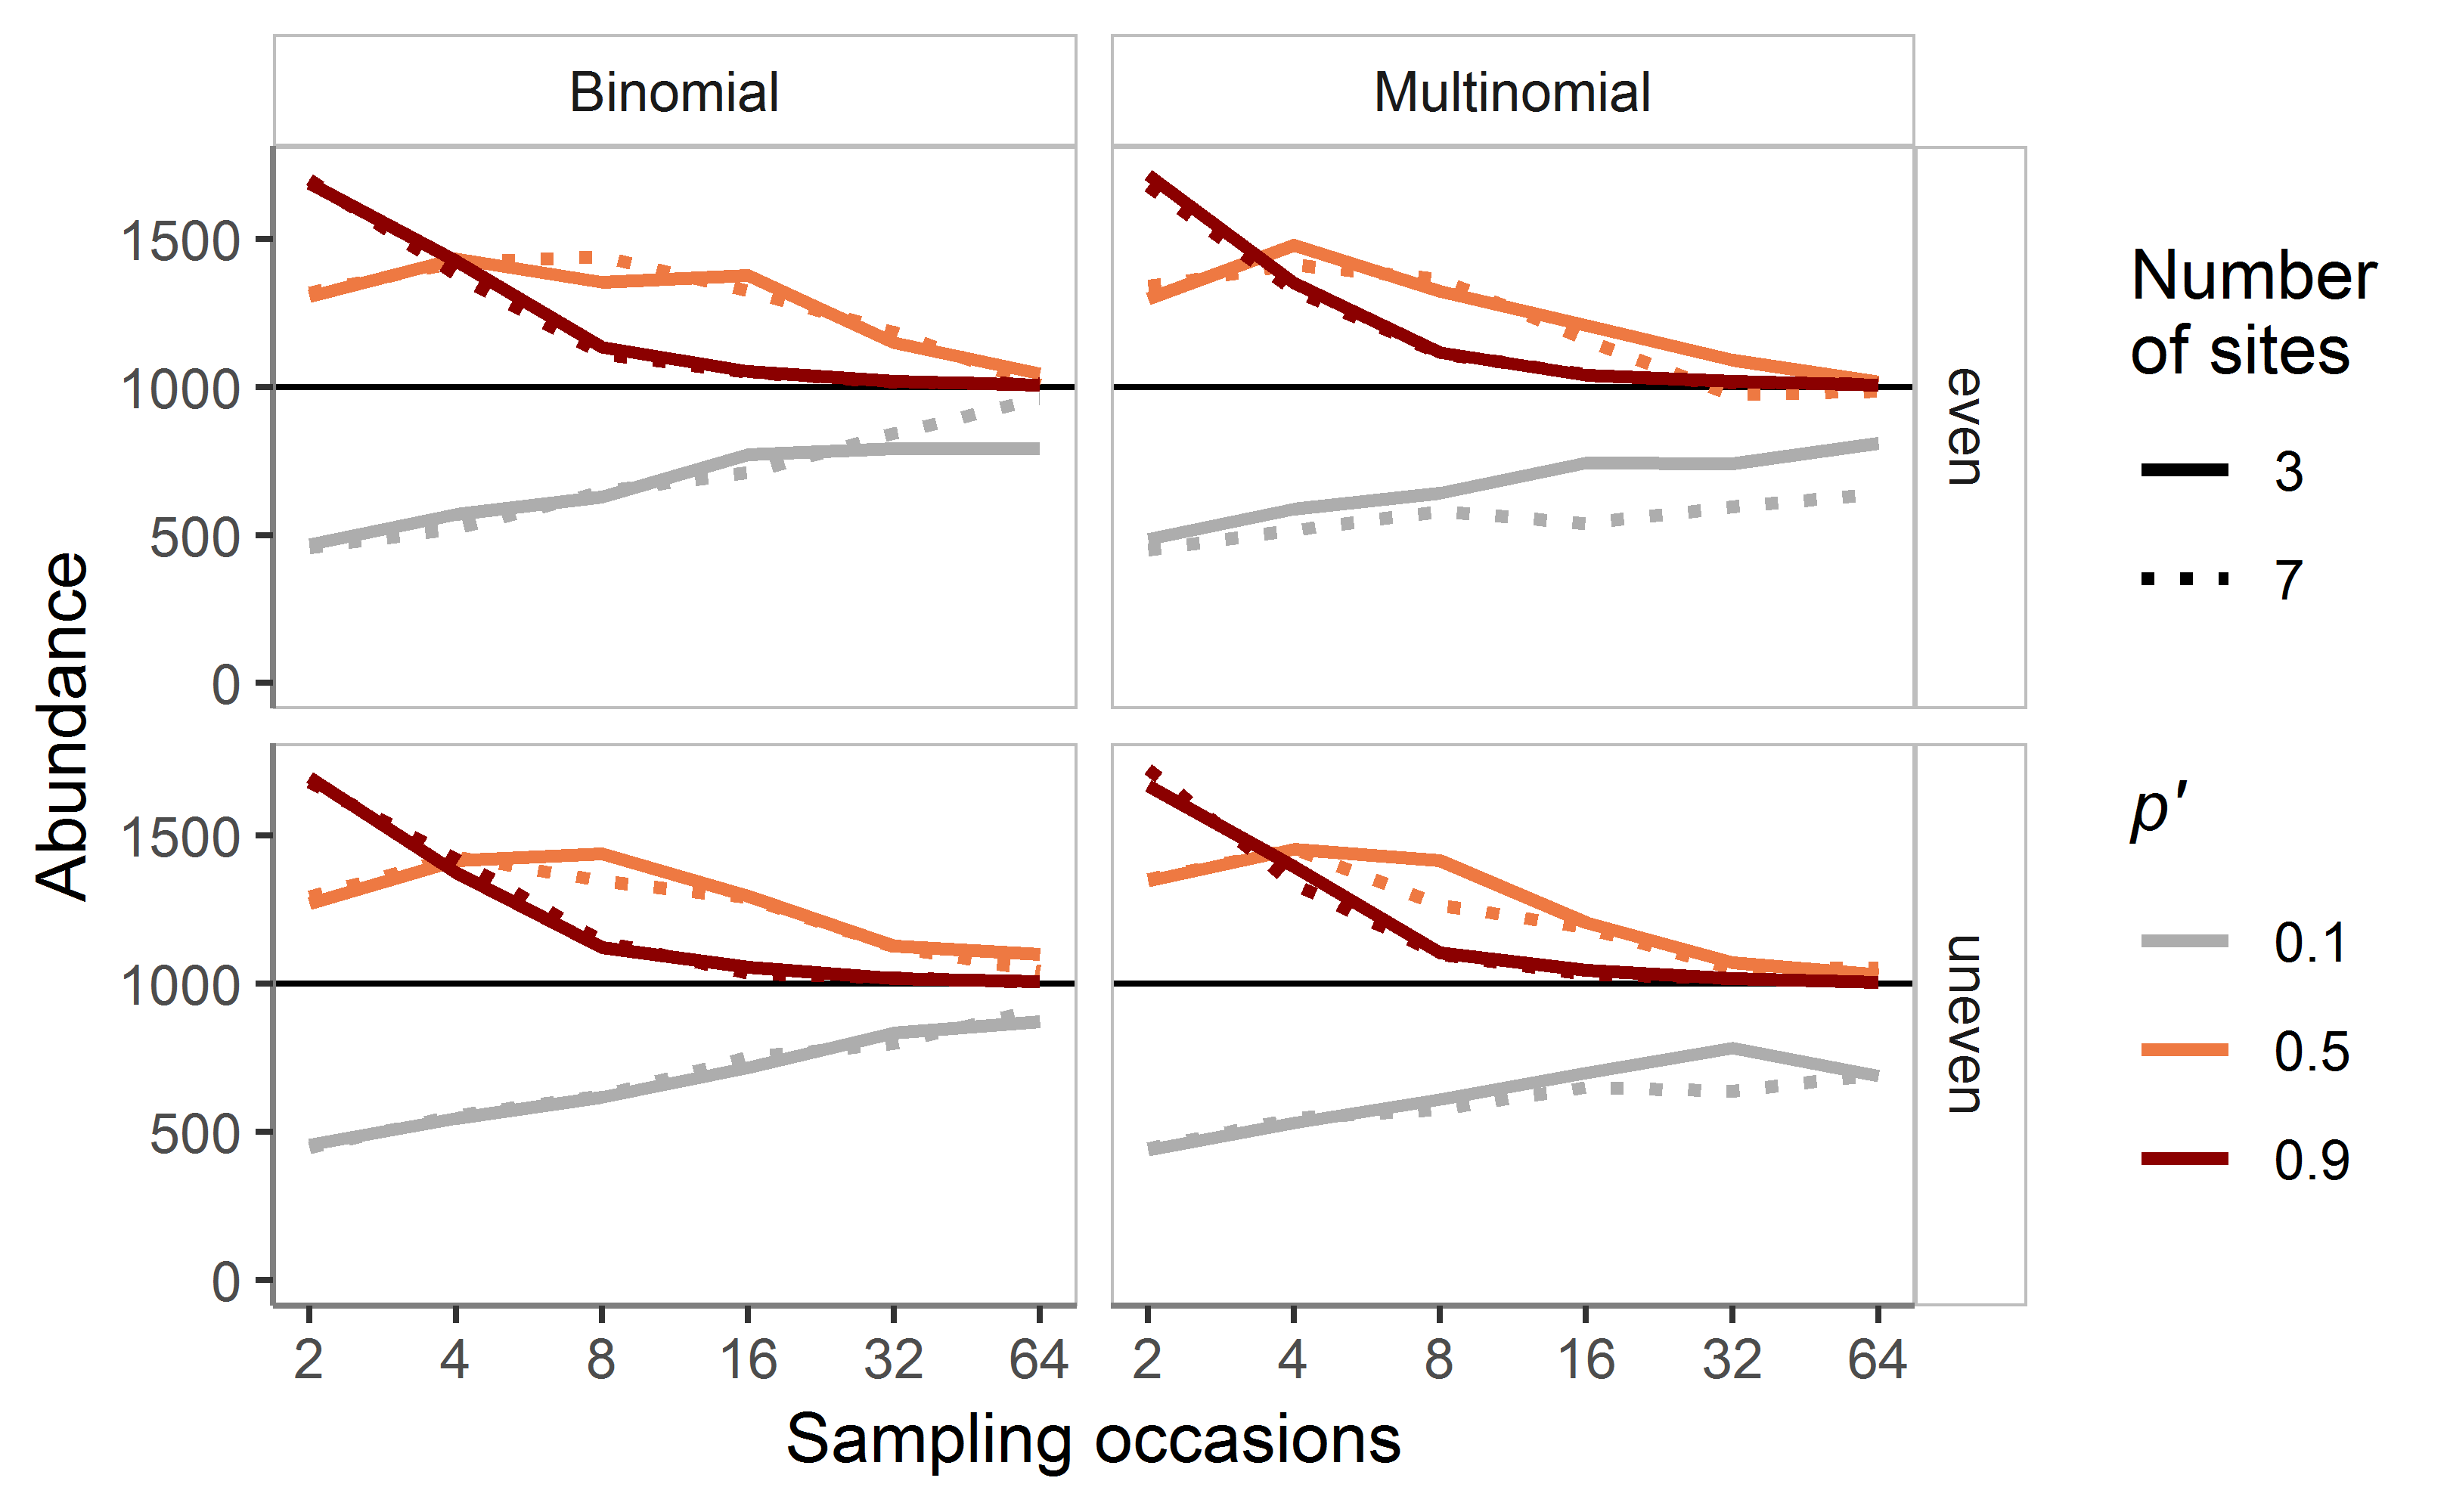 Binomial
Multinomial
Abundance
1500
1000
500
0
even
1500
1000
500
0
uneven
2 4 8 16 32 64
2 4 8 16 32 64
Sampling occasions
Number
of sites
3
7
p'
0.1
0.5
0.9